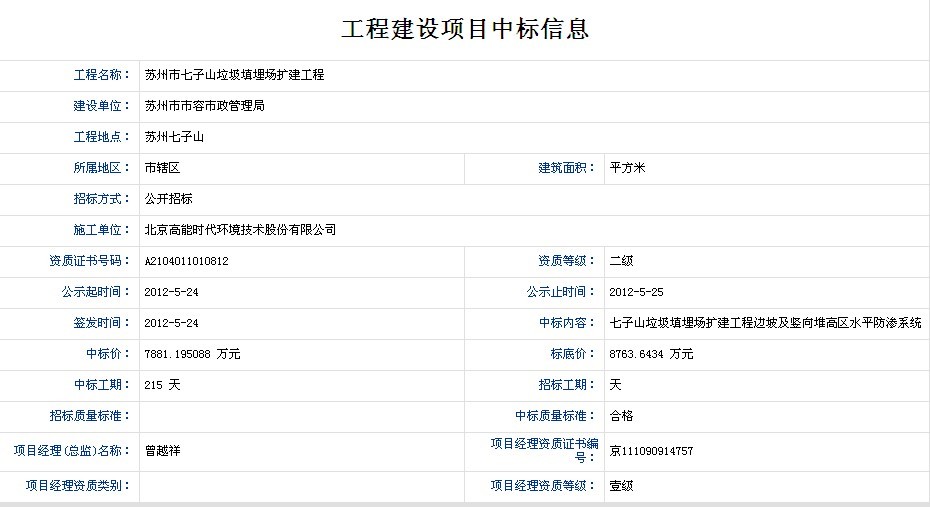 工程建设项目中标信息
工程名称： 苏州市七子山垃圾填埋场扩建工程
建设单位： 苏州市市容市政管理局
工程地点： 苏州七子山
所属地区： 市辖区 建筑面积： 平方米
招标方式： 公开招标
施工单位： 北京高能时代环境技术股份有限公司
资质证书号码： A2104011010812 资质等级： 二级
公示起时间： 2012-5-24 公示止时间： 2012-5-25
签发时间： 2012-5-24 中标内容： 七子山垃圾填埋场扩建工程边坡及竖向堆高区水平防渗系统
中标价： 7881.195088 万元 标底价： 8763.6434 万元
中标工期： 215 天 招标工期： 天
招标质量标准： 中标质量标准： 合格
项目经理(总监)名称： 曾越祥 项目经理资质证书编
号： 京111090914757
项目经理资质类别： 项目经理资质等级： 壹级